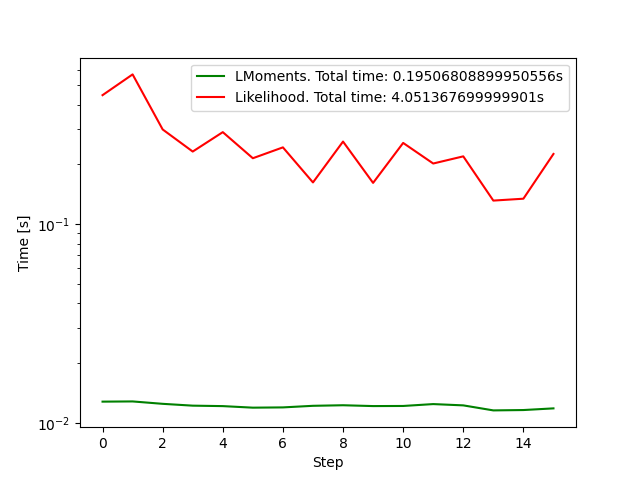 LMoments. Total time: 0.19506808899950556s
Likelihood. Total time: 4.051367699999901s
Time [s]
10⁻¹
10⁻²
0 2 4 6 8 10 12 14
Step